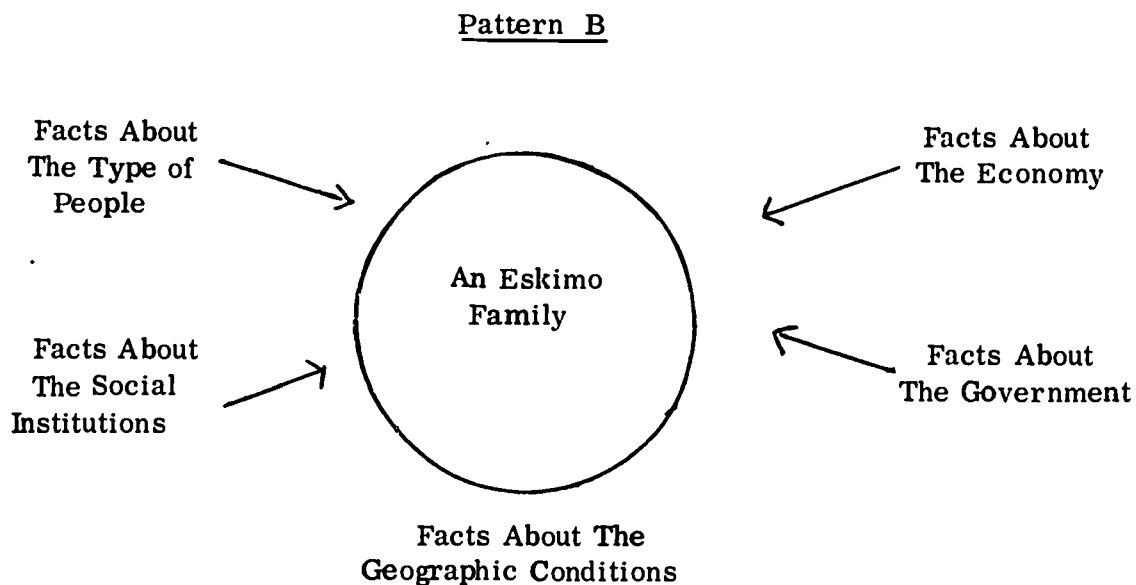 Pattern B
Facts About
The Type of
People
Facts About
The Economy
An Eskimo
Family
Facts About
The Social
Institutions
Facts About
The Government
Facts About The
Geographic Conditions